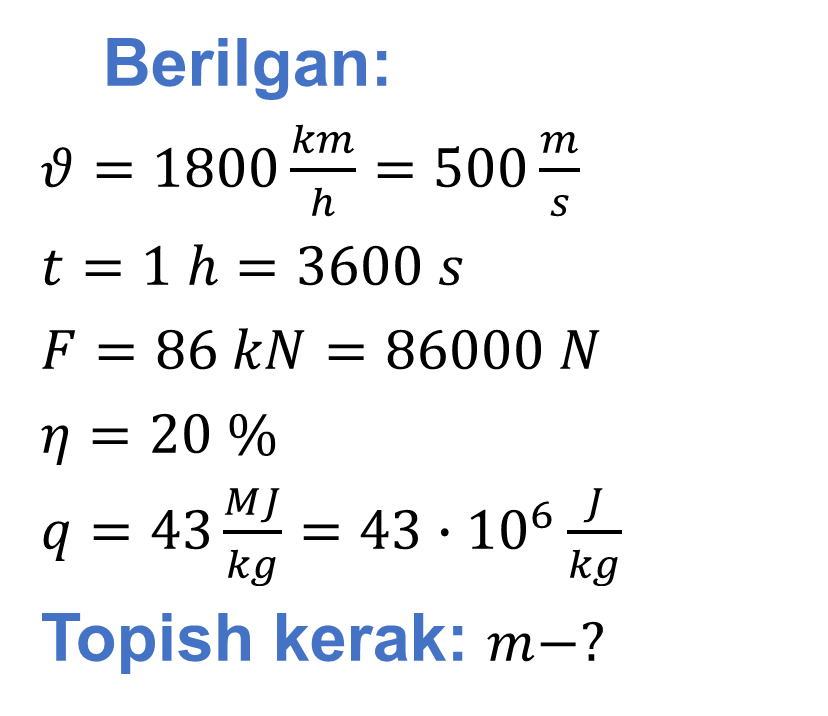 Berilgan:
𝜗 = 1800 km/h = 500 m/s
t = 1 h = 3600 s
F = 86 kN = 86000 N
η = 20 %
q = 43 MJ/kg = 43 · 10⁶ J/kg
Topish kerak: m−?